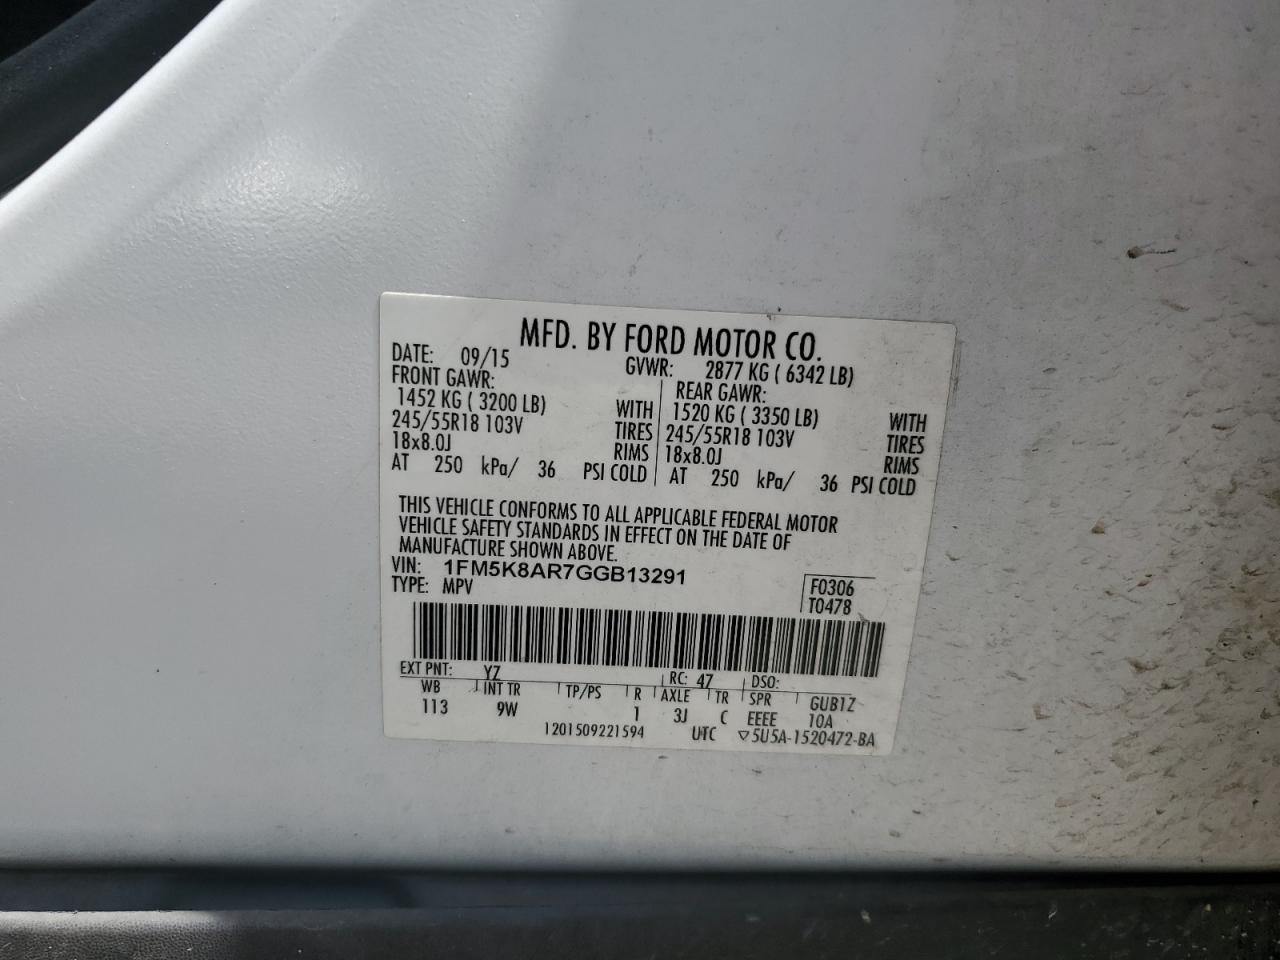 MFD. BY FORD MOTOR CO.
DATE: 09/15 GVWR: 2877 KG ( 6342 LB)
FRONT GAWR: REAR GAWR:
1452 KG ( 3200 LB) WITH 1520 KG ( 3350 LB) WITH
245/55R18 103V TIRES 245/55R18 103V TIRES
18x8.0J RIMS 18x8.0J RIMS
AT 250 kPa/ 36 PSI COLD AT 250 kPa/ 36 PSI COLD
THIS VEHICLE CONFORMS TO ALL APPLICABLE FEDERAL MOTOR
VEHICLE SAFETY STANDARDS IN EFFECT ON THE DATE OF
MANUFACTURE SHOWN ABOVE.
VIN: 1FM5K8AR7GGB13291 F0306
TYPE: MPV T0478
EXT PNT: YZ RC: 47 DSO:
WB INT TR TP/PS R AXLE TR SPR GUB1Z
113 9W 1 3J C EEEE 10A
1201509221594 UTC ▽5U5A-1520472-BA